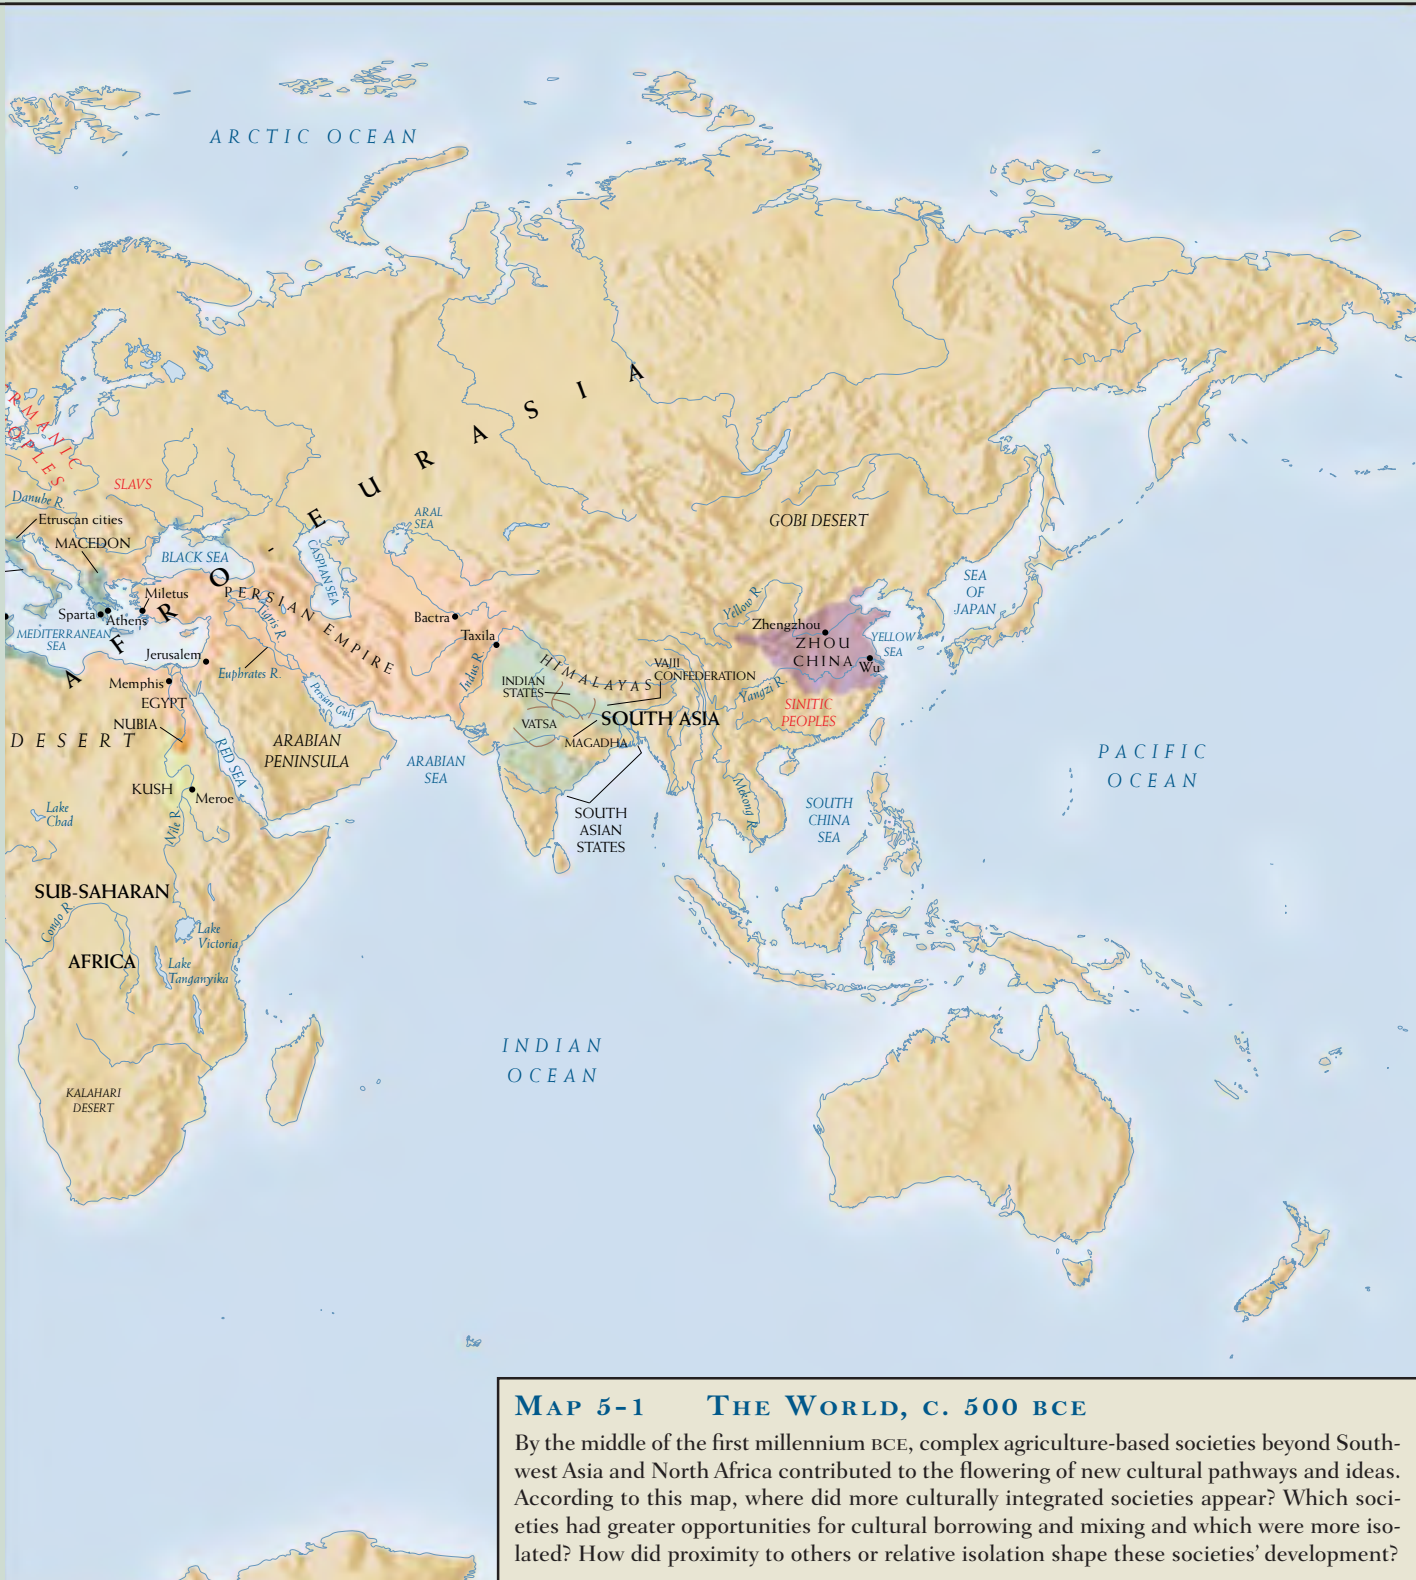 ARCTIC OCEAN
RMANIC
OPLES
SLAVS
Danube R.
Etruscan cities
MACEDON
BLACK SEA
CASPIAN SEA
ARAL
SEA
AFRO-EURASIA
GOBI DESERT
PERSIAN EMPIRE
Miletus
Sparta
Athens
MEDITERRANEAN
SEA
Tigris R.
Jerusalem
Euphrates R.
Memphis
EGYPT
NUBIA
DESERT
RED SEA
Persian Gulf
ARABIAN
PENINSULA
ARABIAN
SEA
KUSH
Meroe
Nile R.
Lake
Chad
Bactra
Taxila
Indus R.
HIMALAYAS
INDIAN
STATES
VAJII
CONFEDERATION
VATSA
SOUTH ASIA
MAGADHA
SOUTH
ASIAN
STATES
Yellow R.
Zhengzhou
ZHOU
CHINA
Wu
YELLOW
SEA
SEA
OF
JAPAN
Yangzi R.
SINITIC
PEOPLES
Mekong R.
SOUTH
CHINA
SEA
PACIFIC
OCEAN
SUB-SAHARAN
AFRICA
Congo R.
Lake
Victoria
Lake
Tanganyika
KALAHARI
DESERT
INDIAN
OCEAN
MAP 5-1 THE WORLD, C. 500 BCE
By the middle of the first millennium BCE, complex agriculture-based societies beyond South-
west Asia and North Africa contributed to the flowering of new cultural pathways and ideas.
According to this map, where did more culturally integrated societies appear? Which soci-
eties had greater opportunities for cultural borrowing and mixing and which were more iso-
lated? How did proximity to others or relative isolation shape these societies' development?